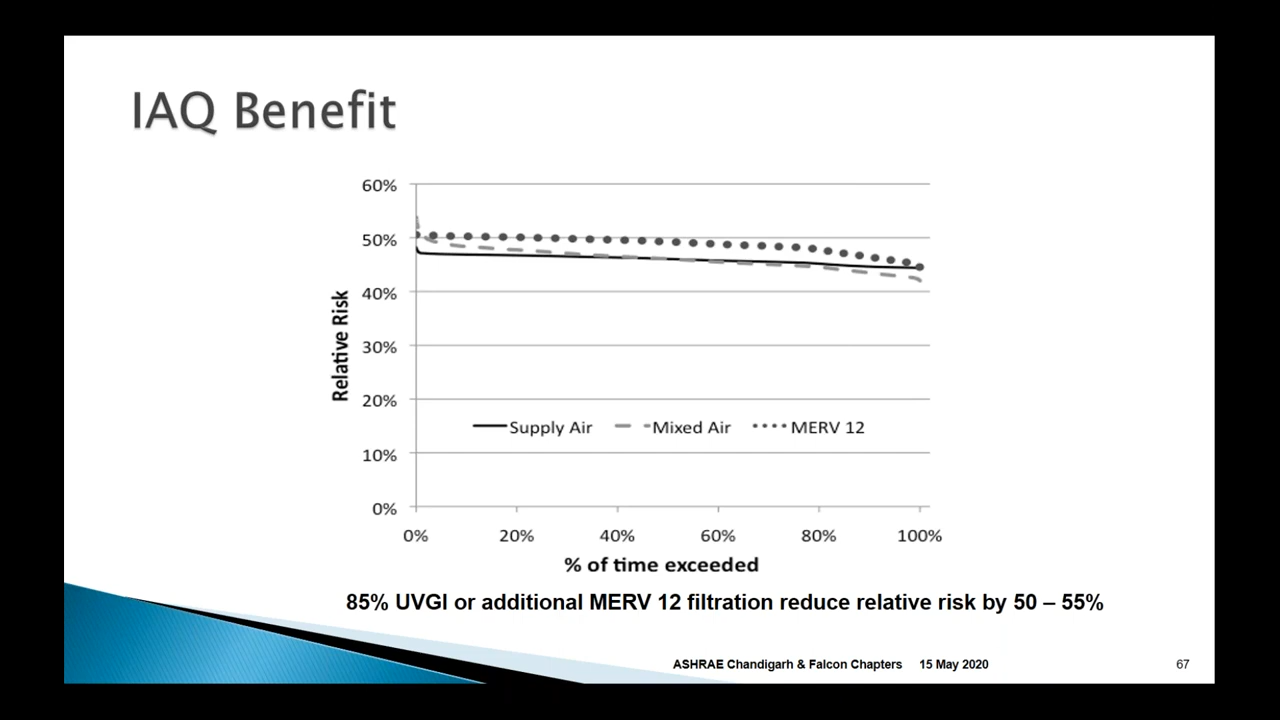 IAQ Benefit
60%
50%
40%
30%
20%
10%
0%
Relative Risk
Supply Air Mixed Air MERV 12
0% 20% 40% 60% 80% 100%
% of time exceeded
85% UVGI or additional MERV 12 filtration reduce relative risk by 50 – 55%
ASHRAE Chandigarh & Falcon Chapters 15 May 2020 67